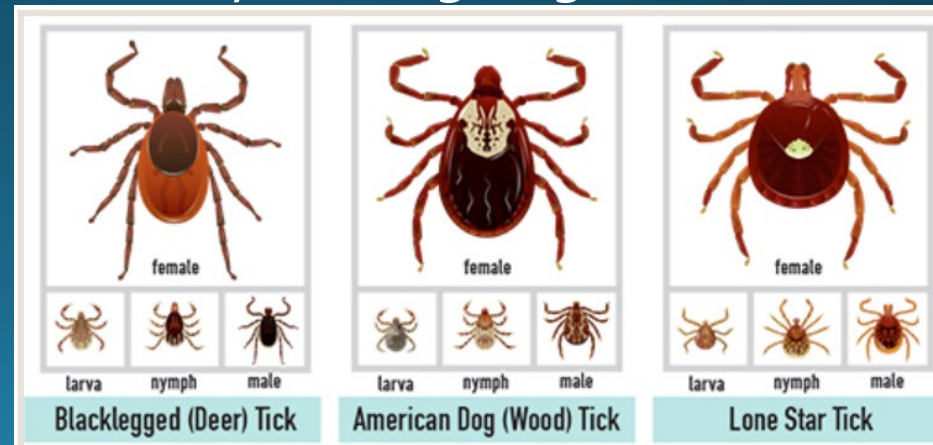 female
female
female
larva nymph male
larva nymph male
larva nymph male
Blacklegged (Deer) Tick
American Dog (Wood) Tick
Lone Star Tick